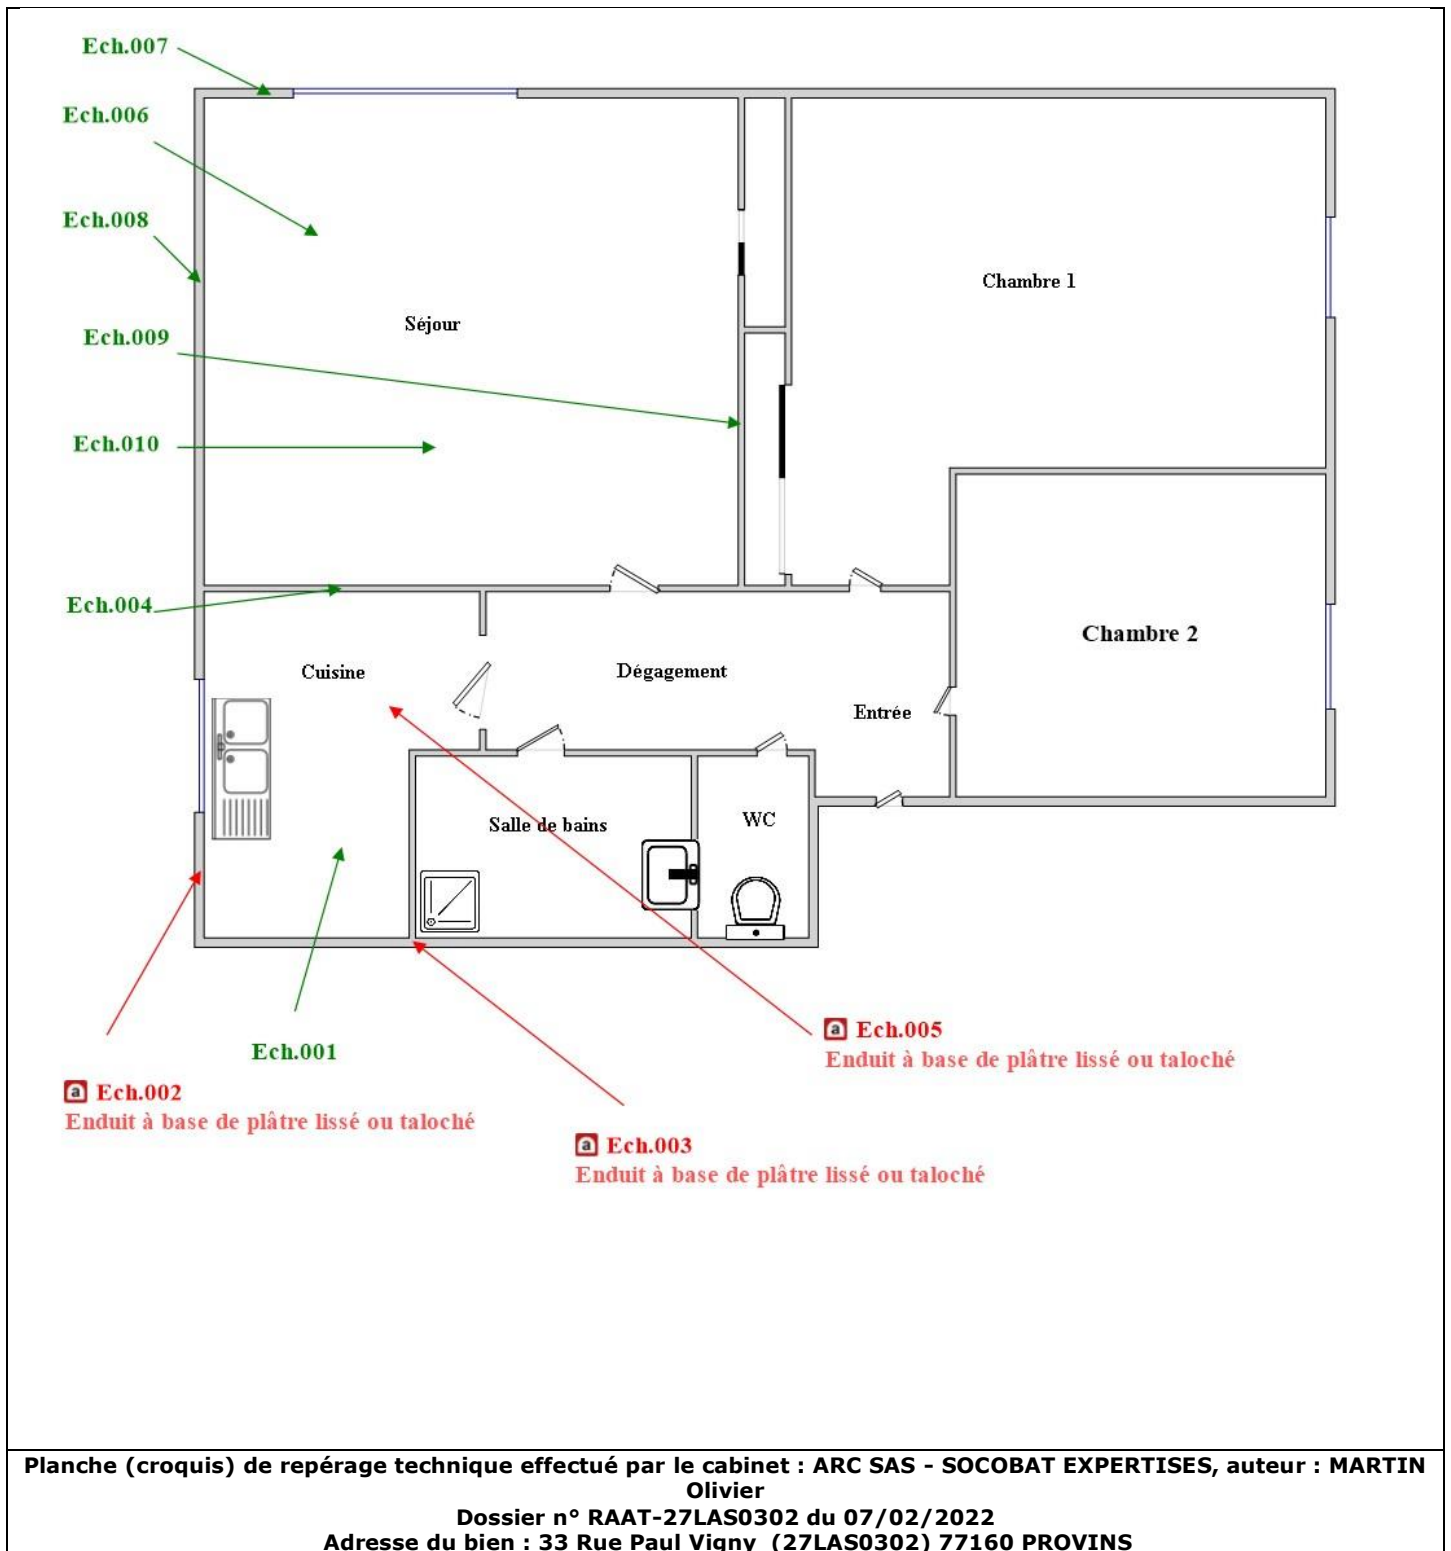 Ech.007
Ech.006
Ech.008
Chambre 1
Séjour
Ech.009
Ech.010
Ech.004
Chambre 2
Cuisine
Dégagement
Entrée
Salle de bains
WC
a Ech.005
Enduit à base de plâtre lissé ou taloché
Ech.001
a Ech.002
Enduit à base de plâtre lissé ou taloché
a Ech.003
Enduit à base de plâtre lissé ou taloché
Planche (croquis) de repérage technique effectué par le cabinet : ARC SAS - SOCOBAT EXPERTISES, auteur : MARTIN
Olivier
Dossier n° RAAT-27LAS0302 du 07/02/2022
Adresse du bien : 33 Rue Paul Vigny (27LAS0302) 77160 PROVINS